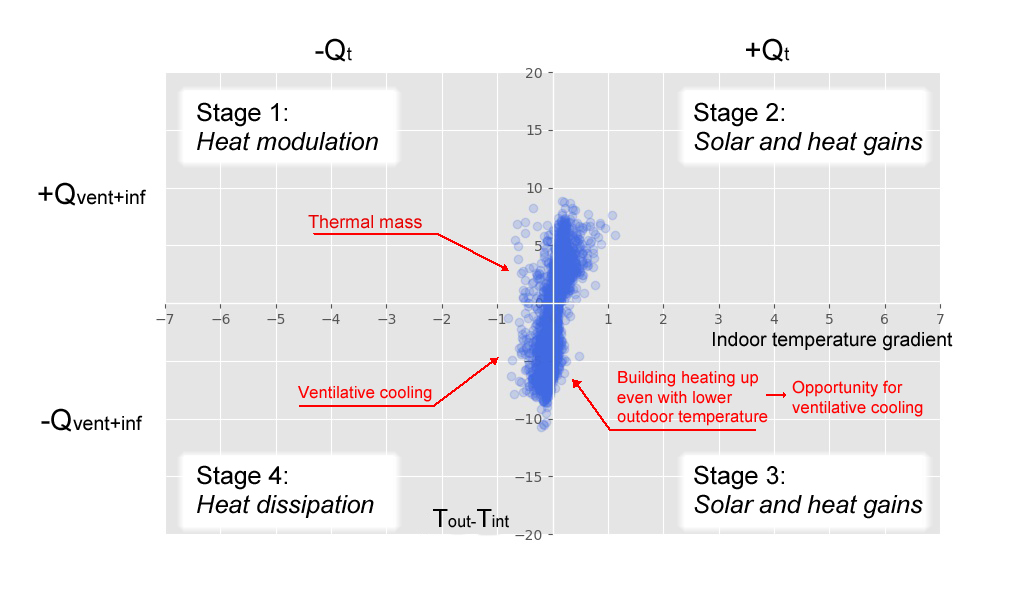 -Qt
+Qt
20
Stage 1:
Heat modulation
Stage 2:
Solar and heat gains
15
10
+Qvent+inf
Thermal mass
5
−7
−6
−5
−4
−3
−2
−1
1
2
3
4
5
6
7
Indoor temperature gradient
Ventilative cooling
Building heating up
even with lower
outdoor temperature
Opportunity for
ventilative cooling
-Qvent+inf
−10
Stage 4:
Heat dissipation
Stage 3:
Solar and heat gains
−15
Tout-Tint
−20